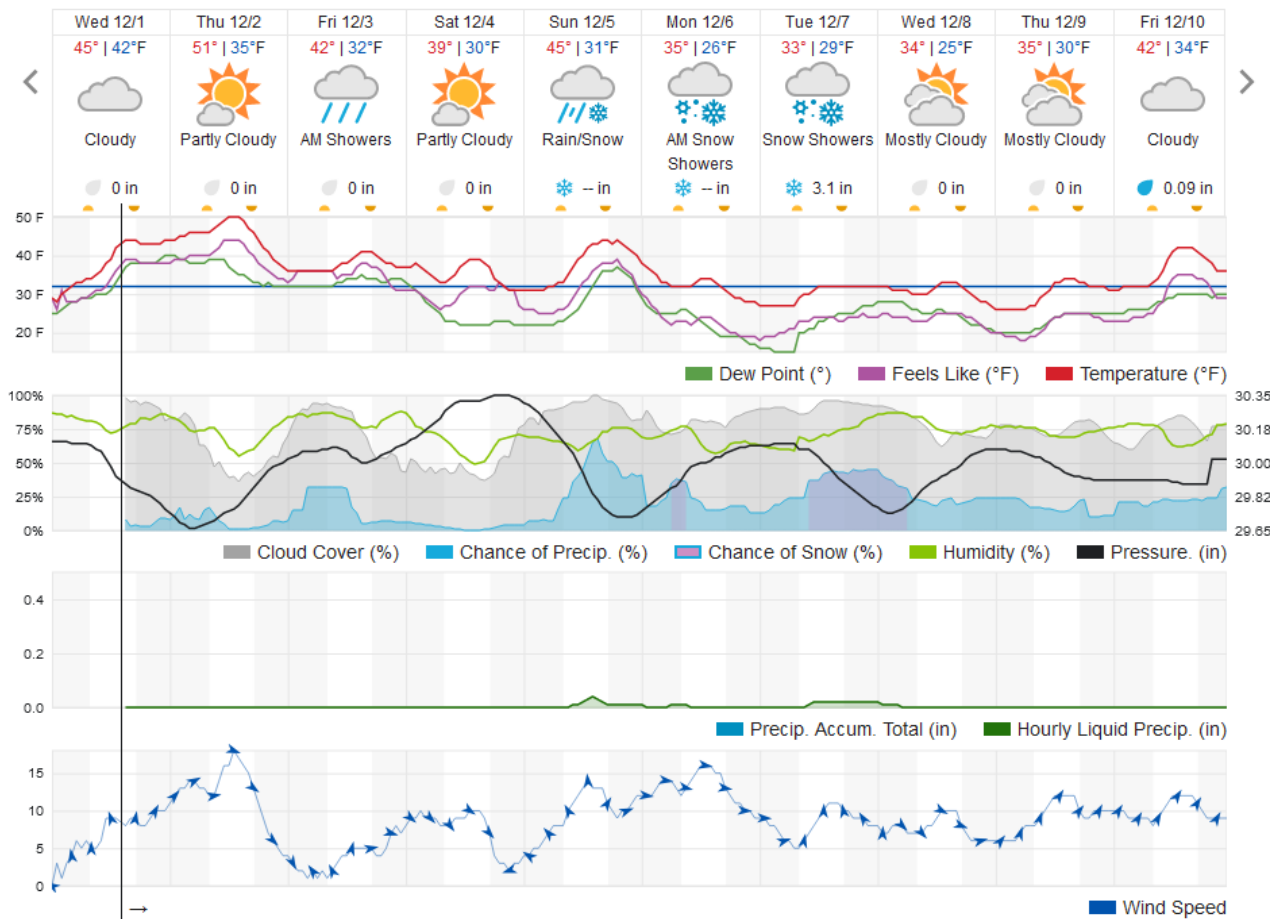 Wed 12/1 Thu 12/2 Fri 12/3 Sat 12/4 Sun 12/5 Mon 12/6 Tue 12/7 Wed 12/8 Thu 12/9 Fri 12/10
45° | 42°F 51° | 35°F 42° | 32°F 39° | 30°F 45° | 31°F 35° | 26°F 33° | 29°F 34° | 25°F 35° | 30°F 42° | 34°F
Cloudy Partly Cloudy AM Showers Partly Cloudy Rain/Snow AM Snow Showers Snow Showers Mostly Cloudy Mostly Cloudy Cloudy
0 in 0 in 0 in 0 in -- in -- in 3.1 in 0 in 0 in 0.09 in
50 F
40 F
30 F
20 F
Dew Point (°) Feels Like (°F) Temperature (°F)
100% 30.35
75% 30.18
50% 30.00
25% 29.82
0% 29.65
Cloud Cover (%) Chance of Precip. (%) Chance of Snow (%) Humidity (%) Pressure. (in)
0.4
0.2
0.0
Precip. Accum. Total (in) Hourly Liquid Precip. (in)
15
10
5
0
→
Wind Speed